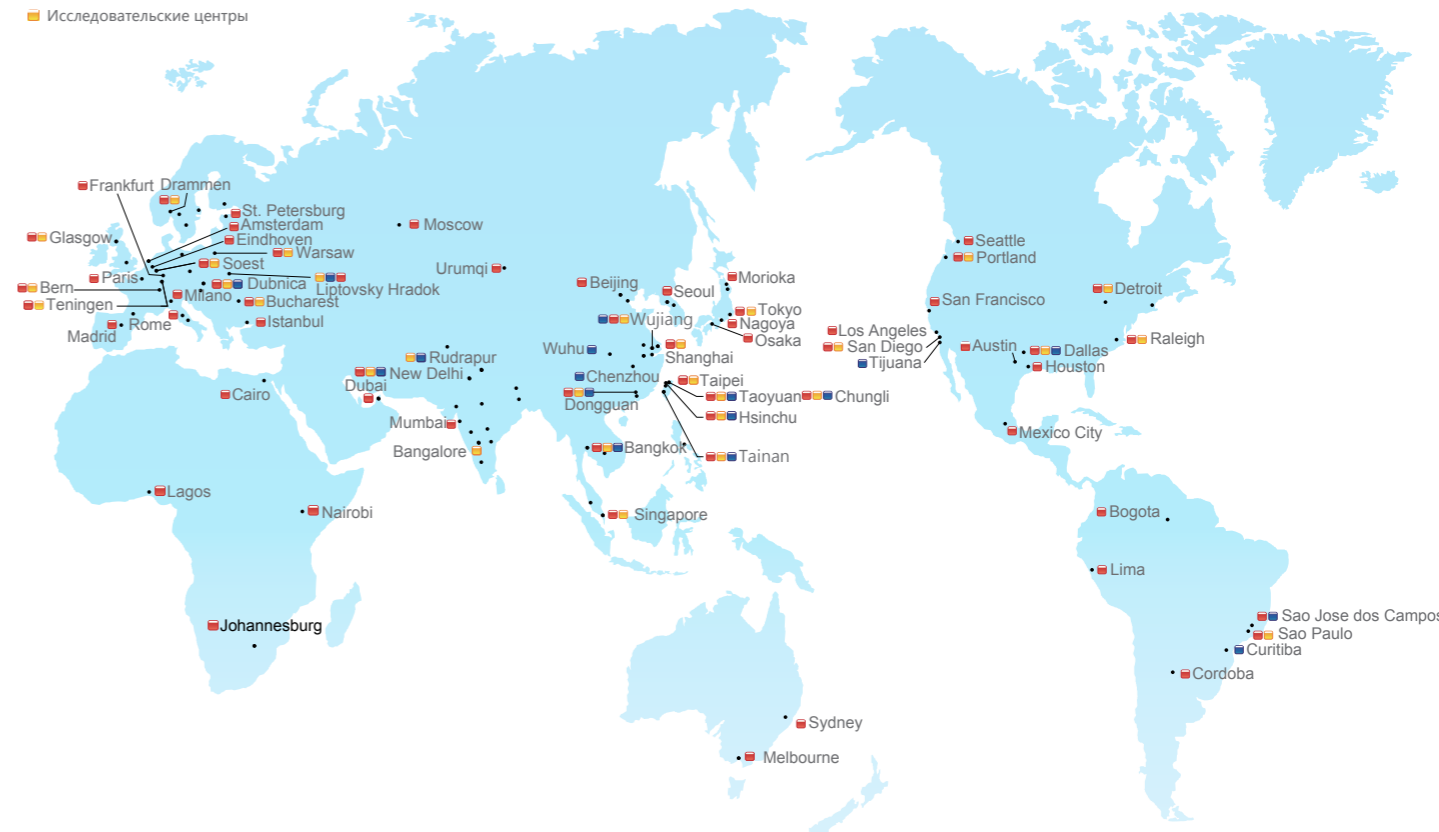 Исследовательские центры
Frankfurt
Drammen
St. Petersburg
Amsterdam
Moscow
Glasgow
Eindhoven
Warsaw
Soest
Urumqi
Paris
Dubnica
Bern
Liptovsky Hradok
Milano
Bucharest
Teningen
Istanbul
Rome
Madrid
Beijing
Seoul
Morioka
Tokyo
Wujiang
Nagoya
Osaka
Wuhu
Shanghai
Rudrapur
New Delhi
Chenzhou
Taipei
Dubai
Cairo
Dongguan
Taoyuan
Chungli
Hsinchu
Mumbai
Bangalore
Bangkok
Tainan
Lagos
Nairobi
Singapore
Johannesburg
Sydney
Melbourne
Seattle
Portland
Detroit
San Francisco
Los Angeles
Raleigh
San Diego
Austin
Dallas
Tijuana
Houston
Mexico City
Bogota
Lima
Sao Jose dos Campos
Sao Paulo
Curitiba
Cordoba